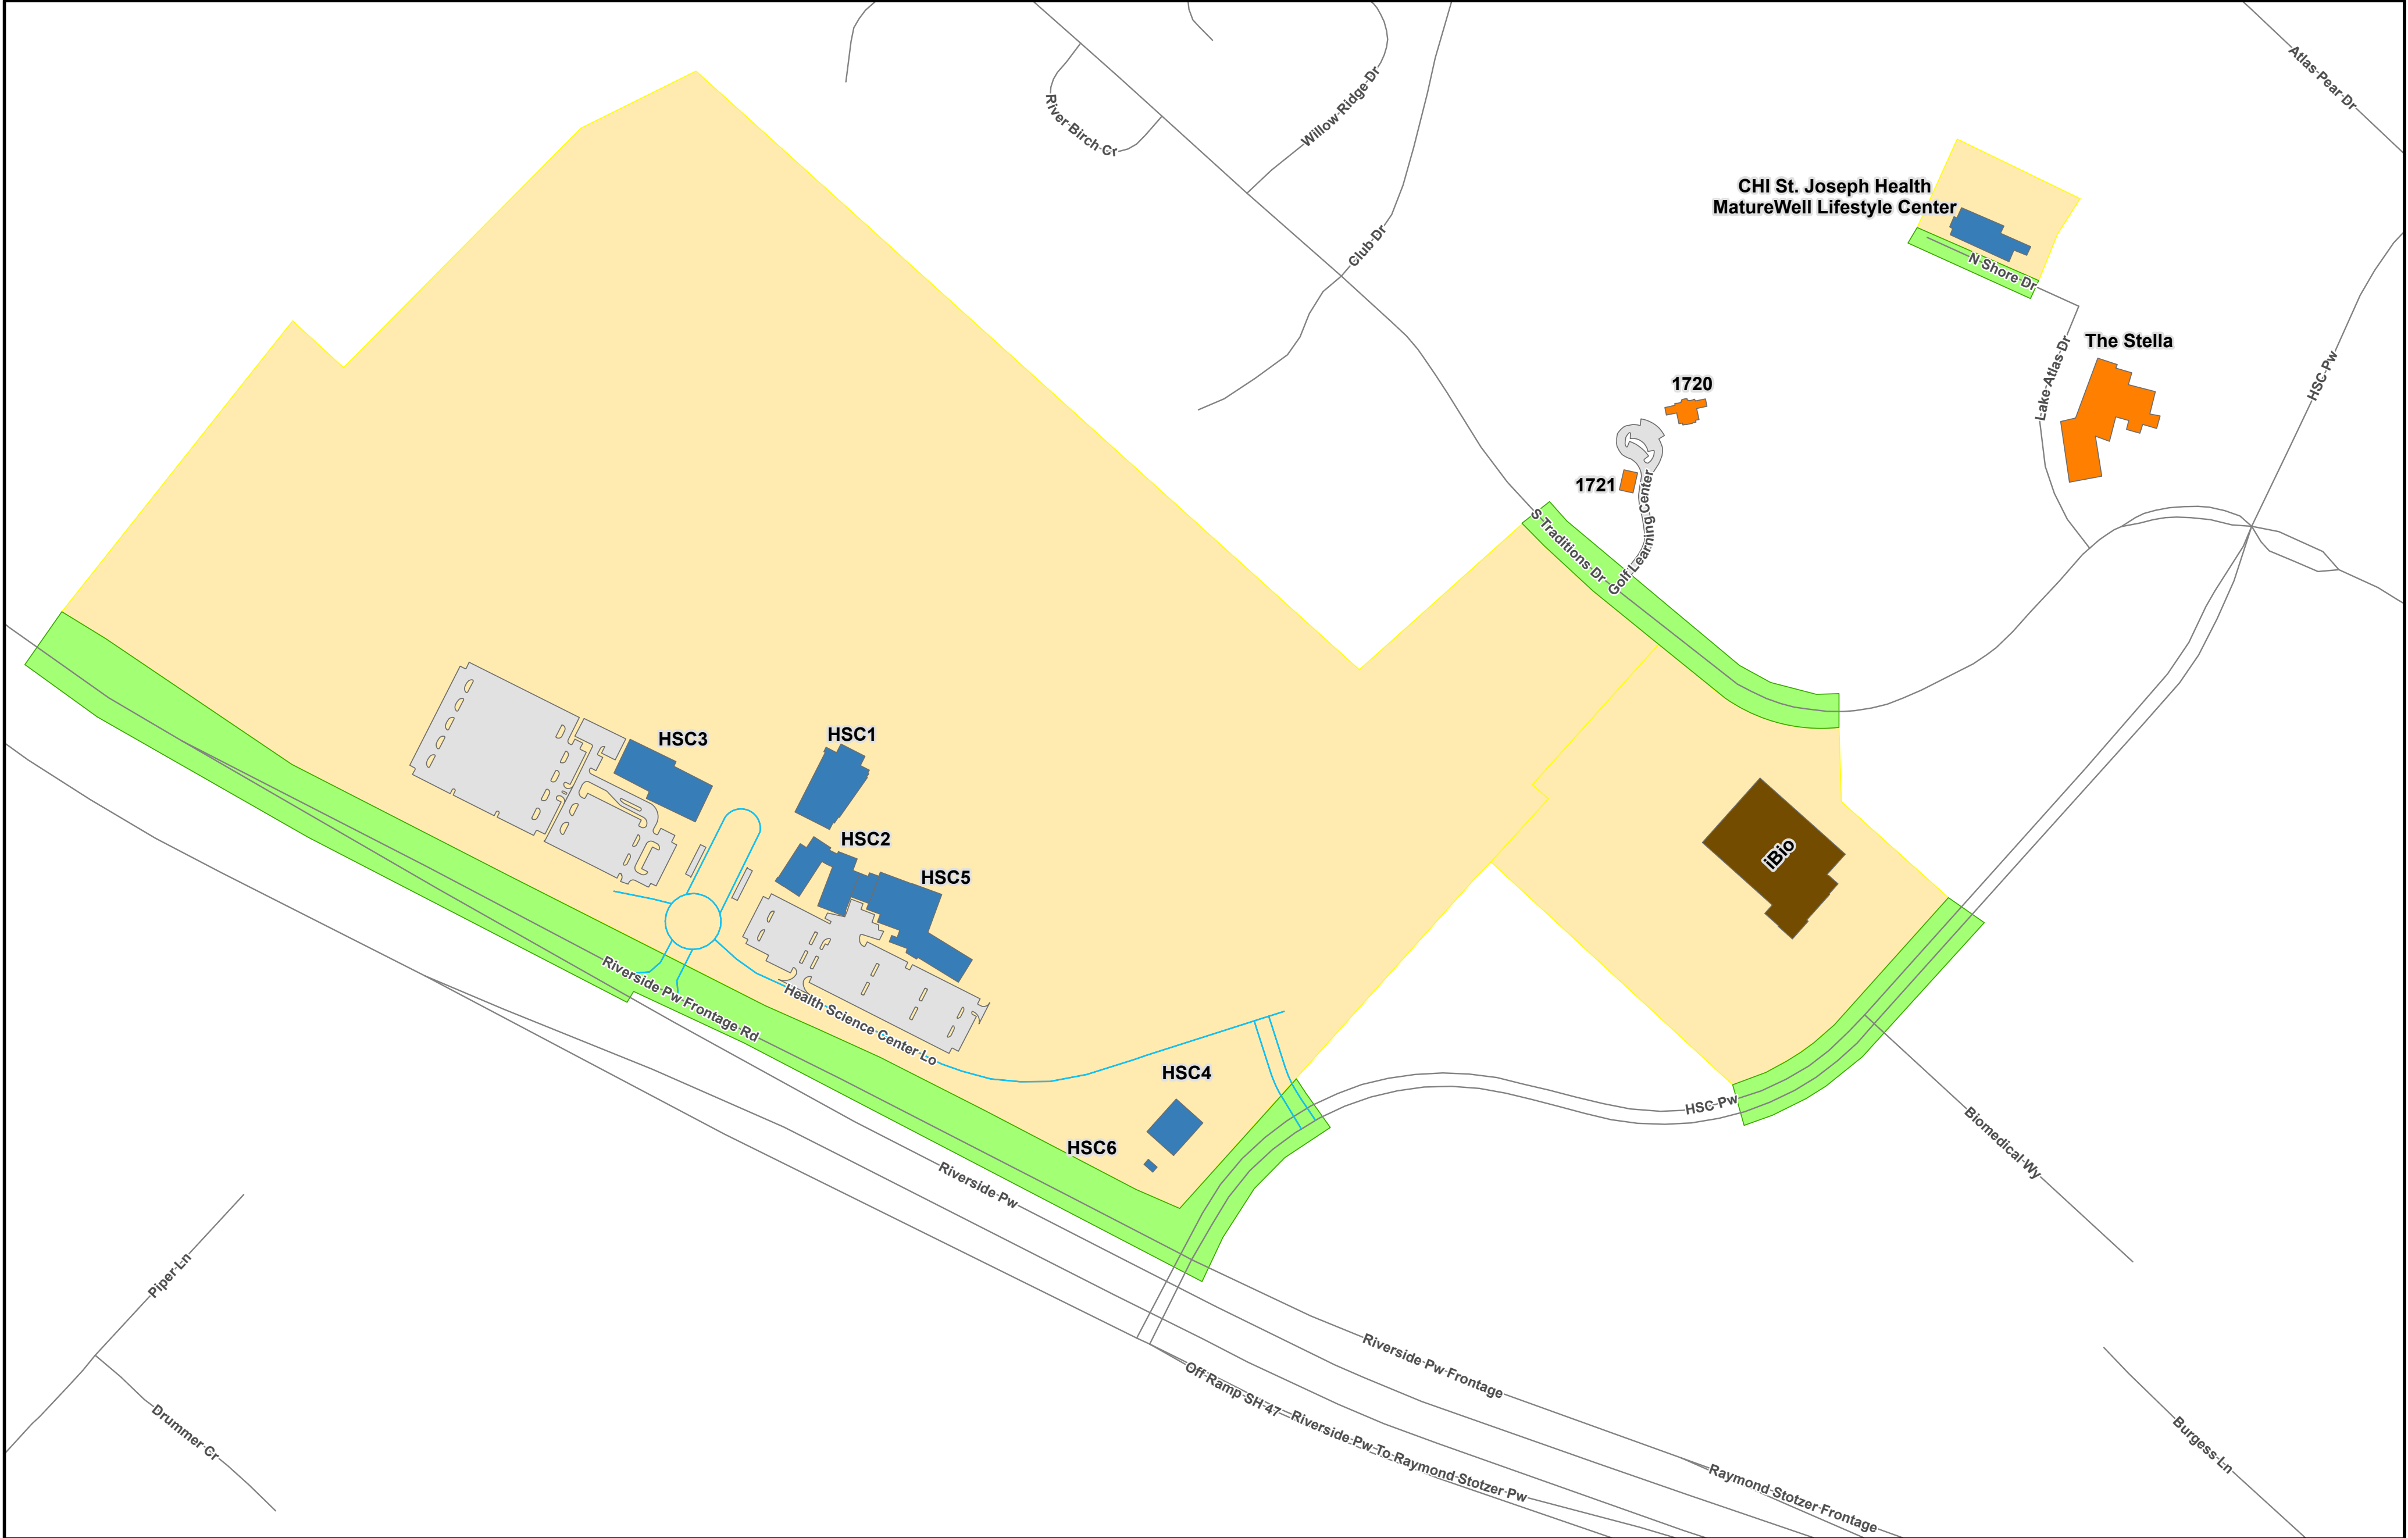 Atlas Pear Dr
River Birch Cr
Willow Ridge Dr
CHI St. Joseph Health
MatureWell Lifestyle Center
Club Dr
N Shore Dr
The Stella
Lake Atlas Dr
HSC Pw
1720
1721
Golf Learning Center
S Traditions Dr
HSC3
HSC1
HSC2
HSC5
iBio
Riverside Pw Frontage Rd
Health Science Center Lo
HSC4
HSC6
HSC Pw
Biomedical Wy
Riverside Pw
Piper Ln
Drummer Cr
Riverside Pw Frontage
Off Ramp SH 47
Riverside Pw To Raymond Stotzer Pw
Raymond Stotzer Frontage
Burgess Ln